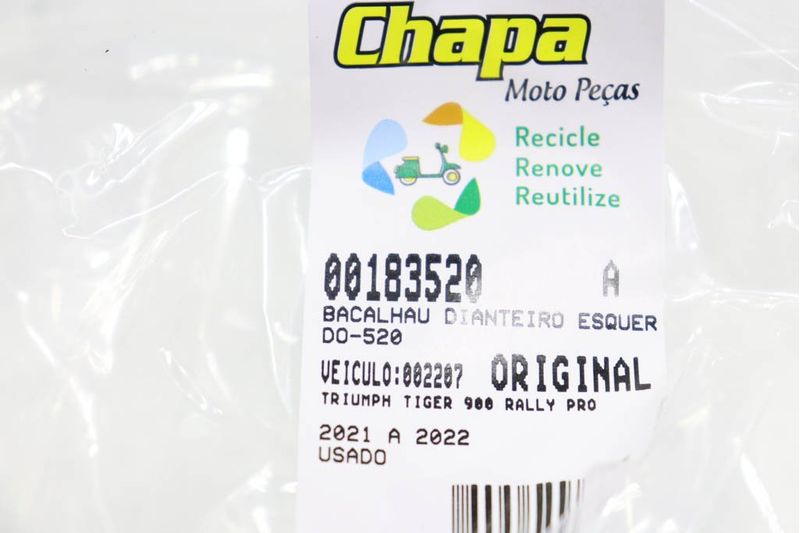 Chapa
Moto Peças
Recicle
Renove
Reutilize
00183520 A
BACALHAU DIANTEIRO ESQUER
DO-520
VEICULO:002207 ORIGINAL
TRIUMPH TIGER 900 RALLY PRO
2021 A 2022
USADO